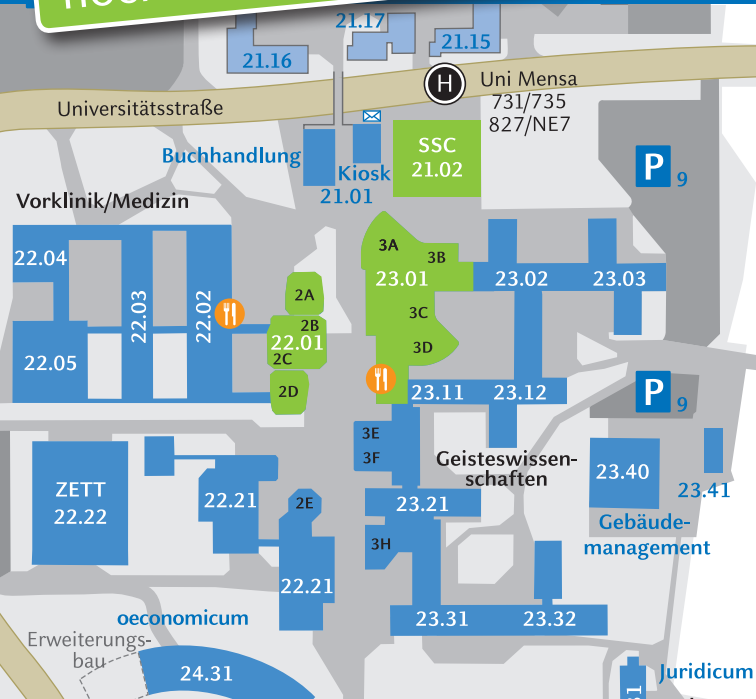 21.17
21.16
21.15
H
Uni Mensa
731/735
827/NE7
Universitätsstraße
Buchhandlung
Kiosk
21.01
SSC
21.02
P
9
Vorklinik/Medizin
22.04
22.03
22.02
22.05
2A
2B
22.01
2C
2D
3A
3B
23.01
3C
3D
23.02
23.03
23.11
23.12
P
9
3E
3F
Geisteswissen-
schaften
23.40
23.41
Gebäude-
management
ZETT
22.22
22.21
2E
22.21
23.21
3H
23.31
23.32
oeconomicum
Erweiterungs-
bau
24.31
Juridicum